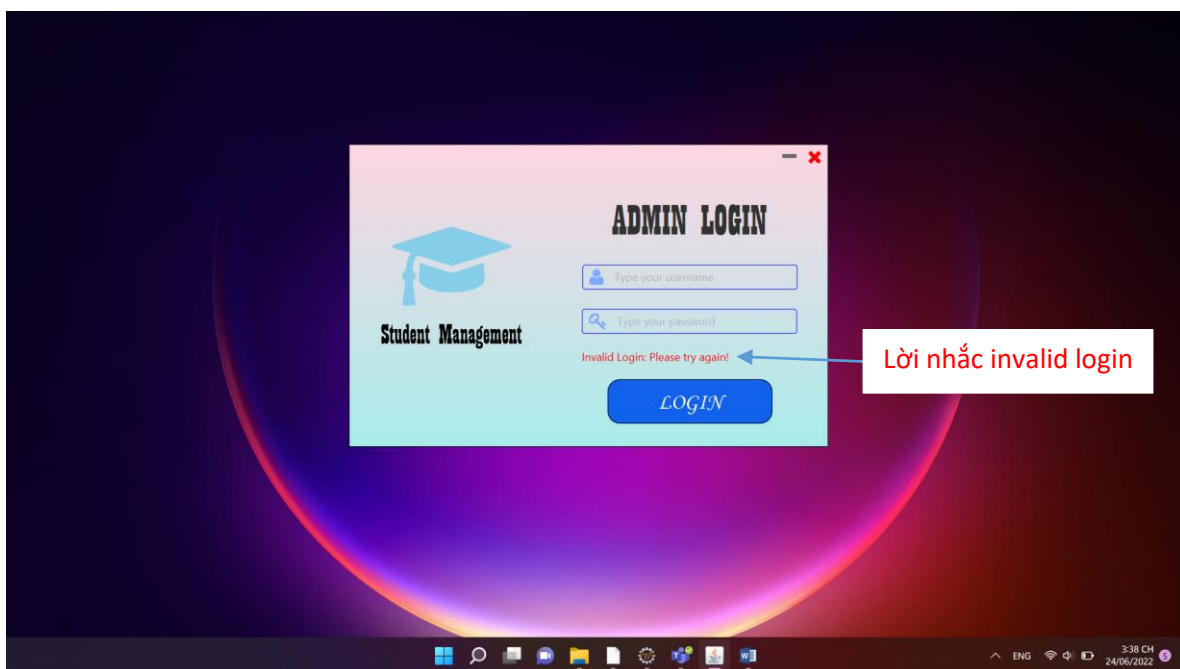 ADMIN LOGIN
Type your username
Student Management
Type your password
Invalid Login: Please try again!
Lời nhắc invalid login
LOGIN
ENG
3:38 CH
24/06/2022
5